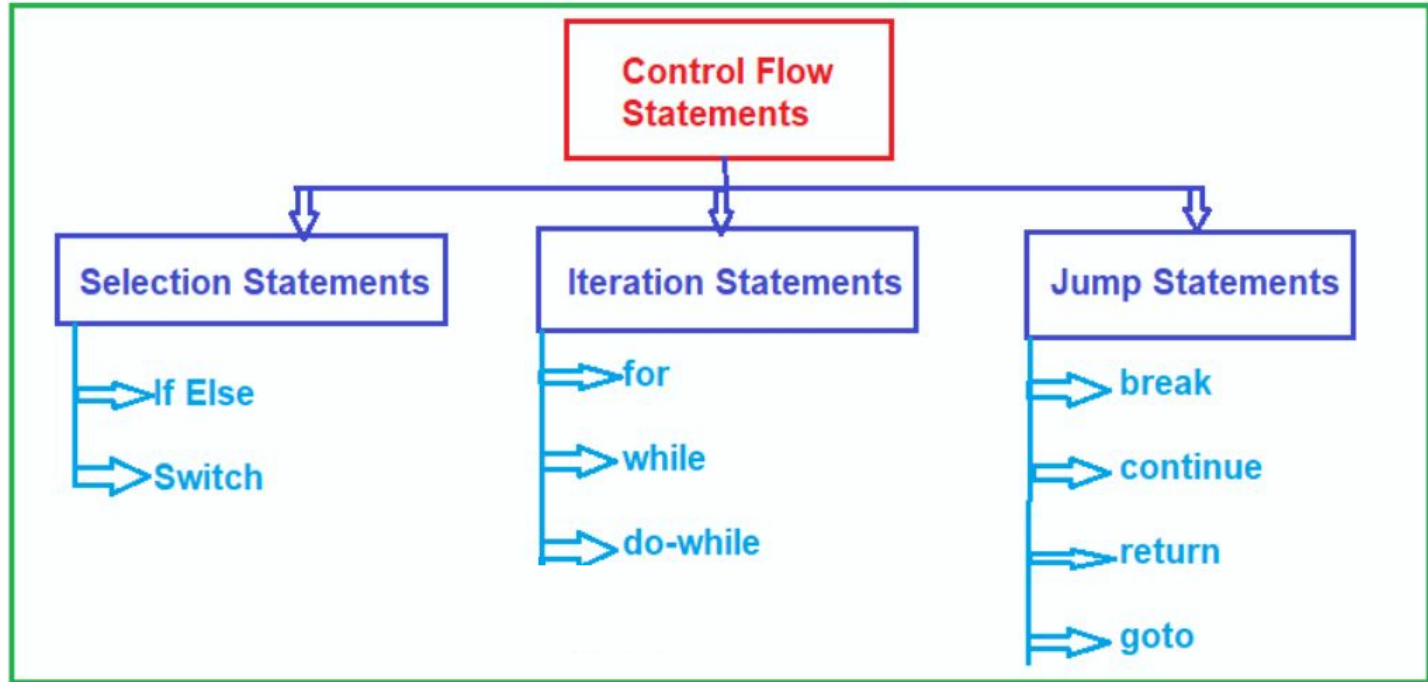 Control Flow
Statements
Selection Statements
If Else
Switch
Iteration Statements
for
while
do-while
Jump Statements
break
continue
return
goto